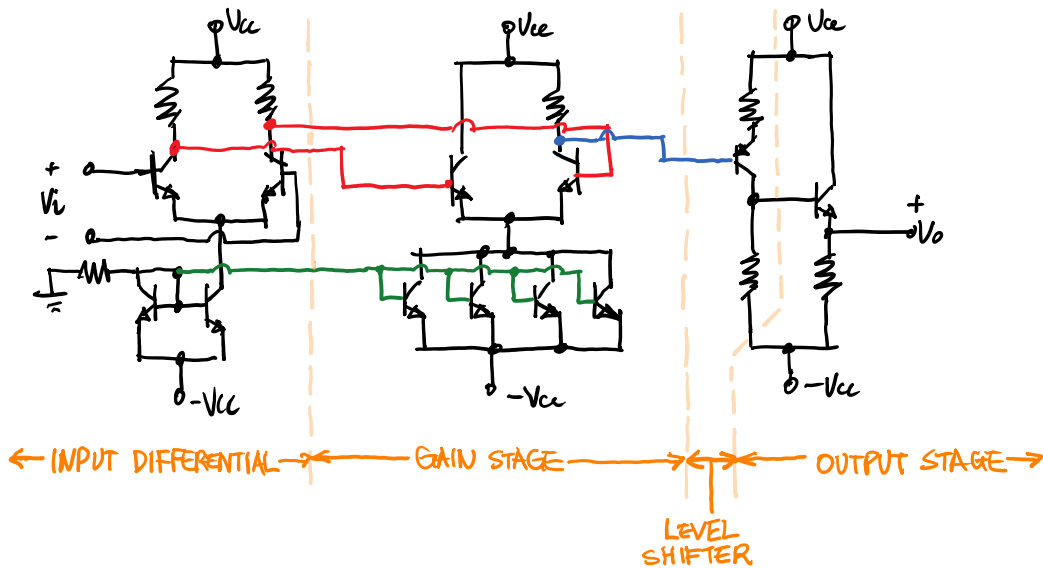 Vcc
Vcc
Vcc
+
Vi
-
+
Vo
-Vcc
-Vcc
-Vcc
INPUT DIFFERENTIAL
GAIN STAGE
OUTPUT STAGE
LEVEL
SHIFTER